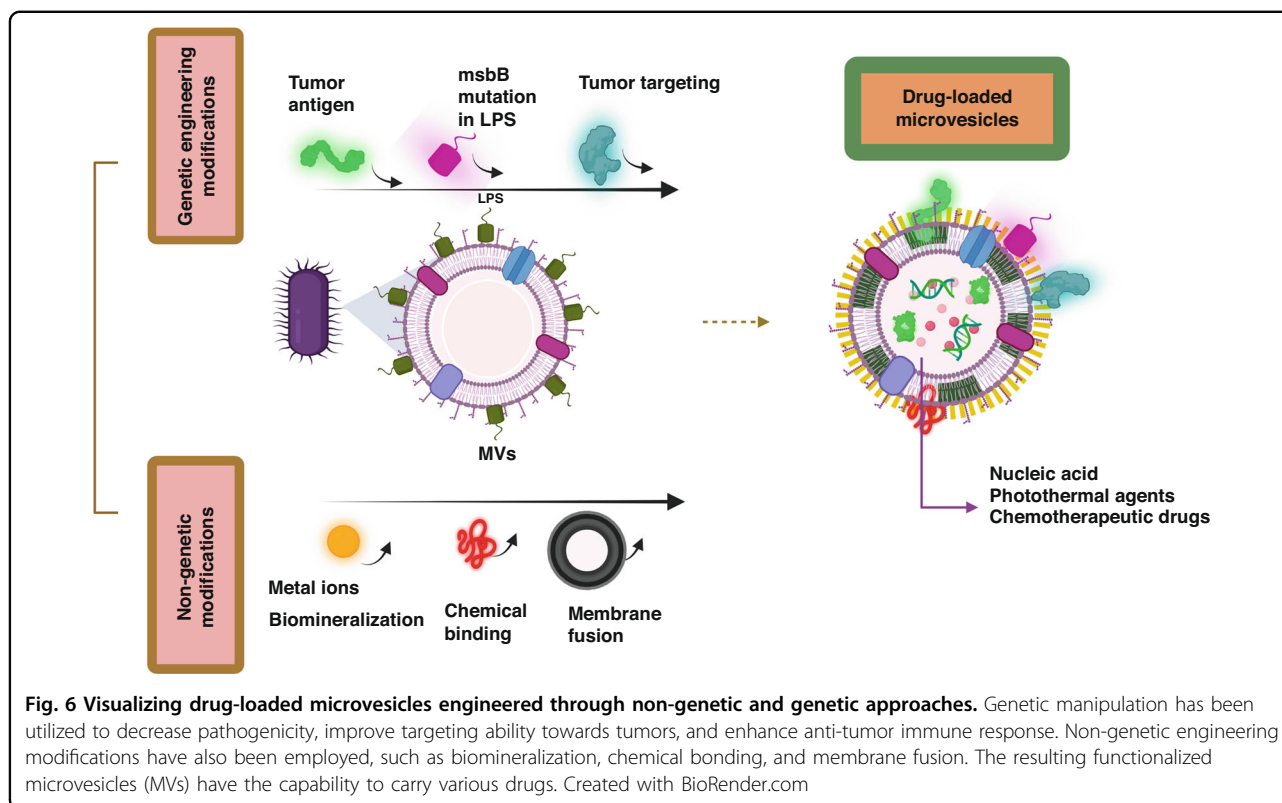 Genetic engineering
modifications
Tumor
antigen
msbB
mutation
in LPS
Tumor targeting
LPS
MVs
Drug-loaded
microvesicles
Nucleic acid
Photothermal agents
Chemotherapeutic drugs
Non-genetic
modifications
Metal ions
Biomineralization
Chemical
binding
Membrane
fusion
Fig. 6 Visualizing drug-loaded microvesicles engineered through non-genetic and genetic approaches. Genetic manipulation has been
utilized to decrease pathogenicity, improve targeting ability towards tumors, and enhance anti-tumor immune response. Non-genetic engineering
modifications have also been employed, such as biomineralization, chemical bonding, and membrane fusion. The resulting functionalized
microvesicles (MVs) have the capability to carry various drugs. Created with BioRender.com